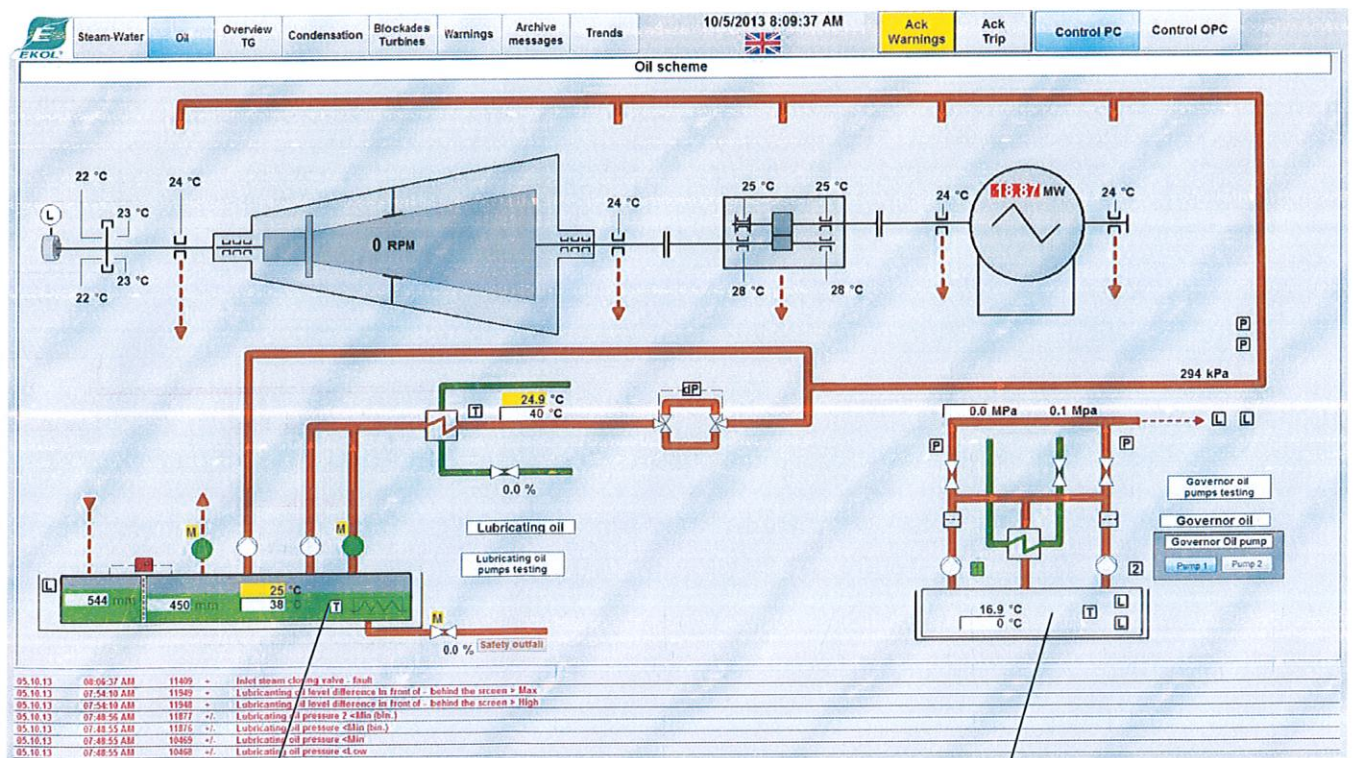 EKOL
Steam-Water
Oil
Overview
TG
Condensation
Blockades
Turbines
Warnings
Archive
messages
Trends
10/5/2013 8:09:37 AM
Ack
Warnings
Ack
Trip
Control PC
Control OPC
Oil scheme
22 °C
23 °C
24 °C
L
22 °C
23 °C
0 RPM
24 °C
25 °C
25 °C
28 °C
28 °C
24 °C
18.87 MW
24 °C
P
P
294 kPa
24.9 °C
40 °C
T
dP
0.0 %
0.0 MPa
0.1 Mpa
L
L
P
P
M
M
Lubricating oil
Lubricating oil
pumps testing
Governor oil
pumps testing
Governor oil
Governor Oil pump
Pump 1
Pump 2
1
2
L
544 mm
450 mm
25 °C
38 °C
T
M
0.0 %
Safety outfall
16.9 °C
0 °C
T
L
L
05.10.13 08:06:37 AM 11409 + Inlet steam closing valve - fault
05.10.13 07:54:10 AM 11949 + Lubricanting oil level difference in front of - behind the srceen > Max
05.10.13 07:54:10 AM 11948 + Lubricanting oil level difference in front of - behind the srceen > High
05.10.13 07:48:56 AM 11877 +/- Lubricating oil pressure 2 <Min (bin.)
05.10.13 07:48:55 AM 11876 +/- Lubricating oil pressure <Min (bin.)
05.10.13 07:48:55 AM 10469 +/- Lubricating oil pressure <Min
05.10.13 07:48:55 AM 10468 +/- Lubricating oil pressure <Low